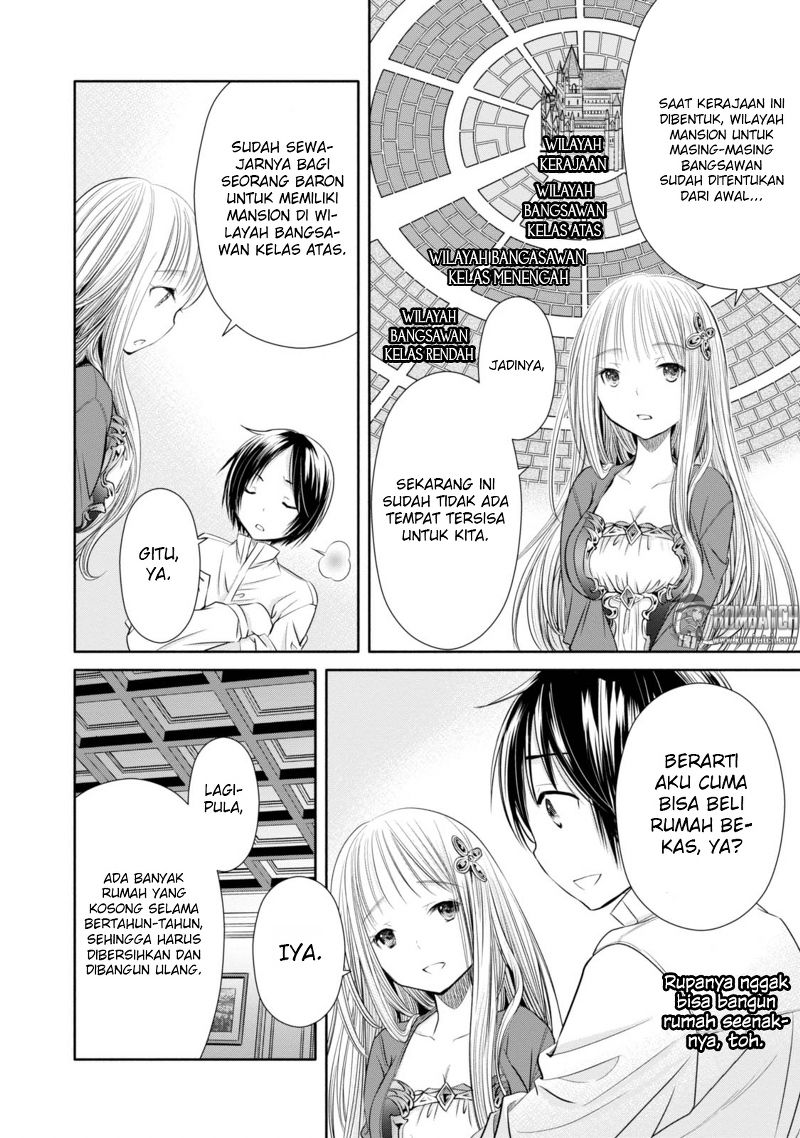 SAAT KERAJAAN INI
DIBENTUK, WILAYAH
MANSION UNTUK
MASING-MASING
BANGSAWAN
SUDAH DITENTUKAN
DARI AWAL...
WILAYAH
KERAJAAN
WILAYAH
BANGSAWAN
KELAS ATAS
WILAYAH BANGASAWAN
KELAS MENENGAH
WILAYAH
BANGSAWAN
KELAS RENDAH
JADINYA,
SEKARANG INI
SUDAH TIDAK ADA
TEMPAT TERSISA
UNTUK KITA.
KOMBATCH
www.kombatch.com
SUDAH SEWA-
JARNYA BAGI
SEORANG BARON
UNTUK MEMILIKI
MANSION DI WI-
LAYAH BANGSA-
WAN KELAS ATAS.
GITU,
YA.
BERARTI
AKU CUMA
BISA BELI
RUMAH BE-
KAS, YA?
Rupanya nggak
bisa bangun
rumah seenak-
nya, toh.
IYA.
LAGI-
PULA,
ADA BANYAK
RUMAH YANG
KOSONG SELAMA
BERTAHUN-TAHUN,
SEHINGGA HARUS
DIBERSIHKAN DAN
DIBANGUN ULANG.